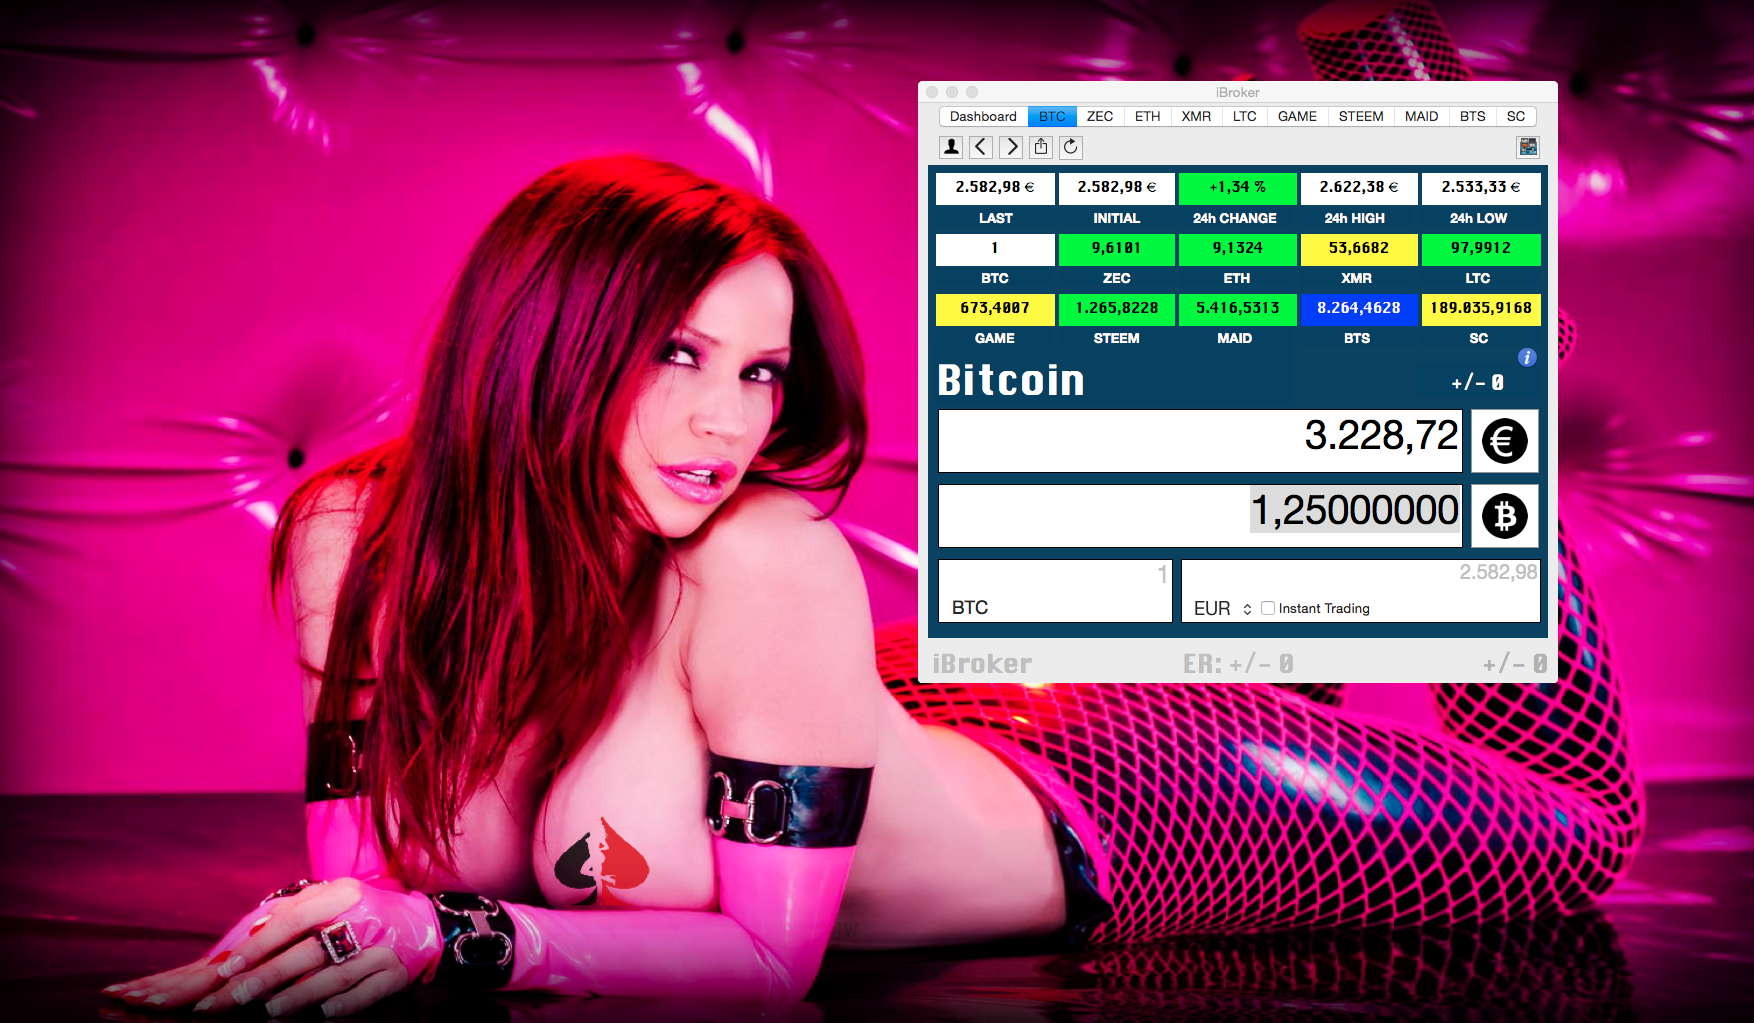 iBroker
Dashboard BTC ZEC ETH XMR LTC GAME STEEM MAID BTS SC
2.582,98 € 2.582,98 € +1,34 % 2.622,38 € 2.533,33 €
LAST INITIAL 24h CHANGE 24h HIGH 24h LOW
1 9,6101 9,1324 53,6682 97,9912
BTC ZEC ETH XMR LTC
673,4007 1.265,8228 5.416,5313 8.264,4628 189.035,9168
GAME STEEM MAID BTS SC
i
Bitcoin +/- 0
3.228,72 €
1,25000000 ₿
1 2.582,98
BTC EUR Instant Trading
iBroker ER: +/- 0 +/- 0